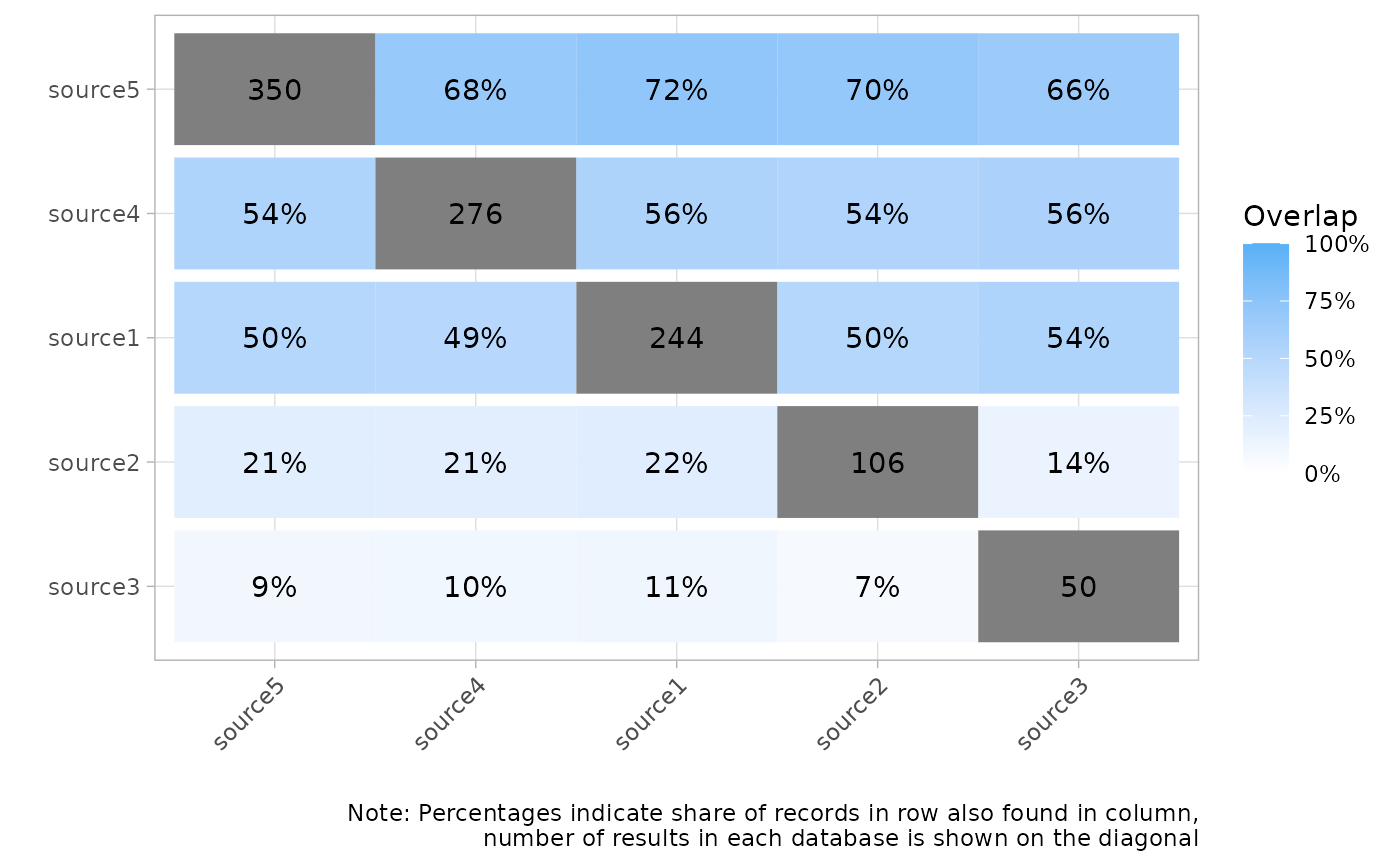 source5 350 68% 72% 70% 66%
source4 54% 276 56% 54% 56%
source1 50% 49% 244 50% 54%
source2 21% 21% 22% 106 14%
source3 9% 10% 11% 7% 50
source5 source4 source1 source2 source3
Overlap
100%
75%
50%
25%
0%
Note: Percentages indicate share of records in row also found in column,
number of results in each database is shown on the diagonal